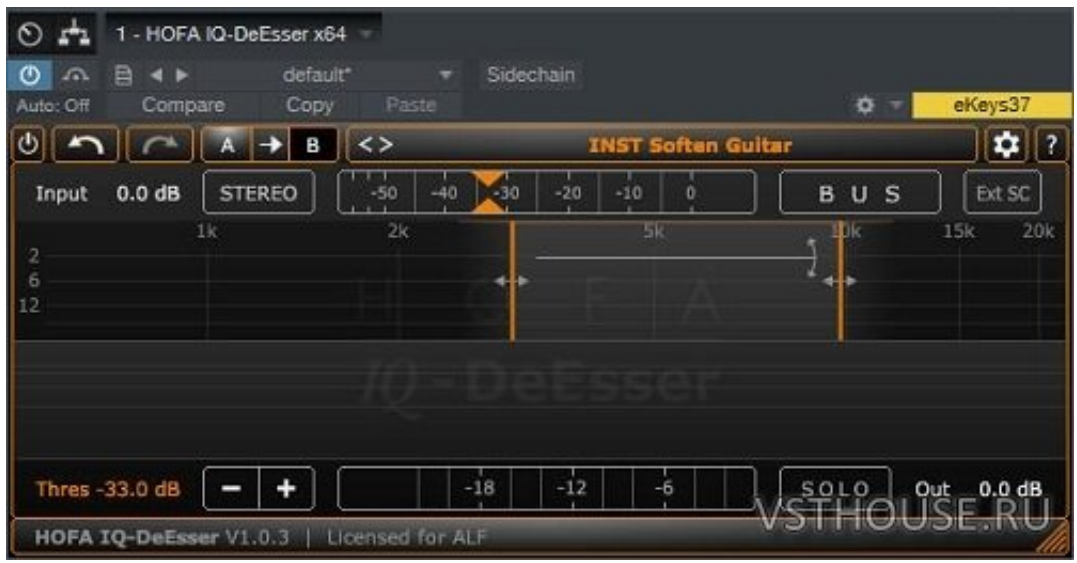 1 - HOFA IQ-DeEsser x64
default* Sidechain
Auto: Off Compare Copy Paste eKeys37
A B < > INST Soften Guitar ?
Input 0.0 dB STEREO -50 -40 -30 -20 -10 0 BUS Ext SC
1k 2k 5k 10k 15k 20k
2
6
12
HOFA
IQ-DeEsser
Thres -33.0 dB - + -18 -12 -6 SOLO Out 0.0 dB
VSTHOUSE.RU
HOFA IQ-DeEsser V1.0.3 | Licensed for ALF